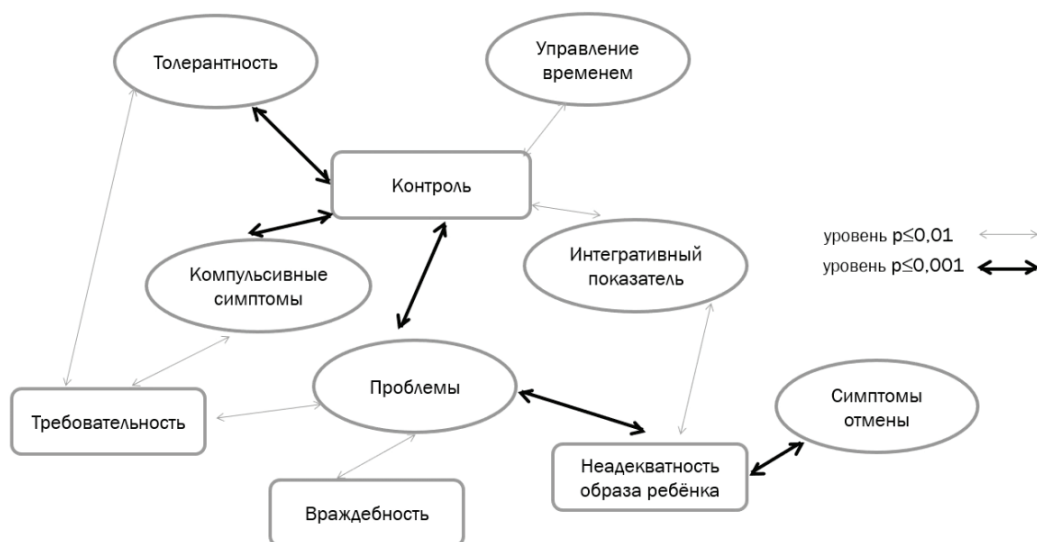 Толерантность
Управление
временем
Контроль
Компульсивные
симптомы
Интегративный
показатель
уровень p≤0,01
уровень p≤0,001
Требовательность
Проблемы
Симптомы
отмены
Неадекватность
образа ребёнка
Враждебность